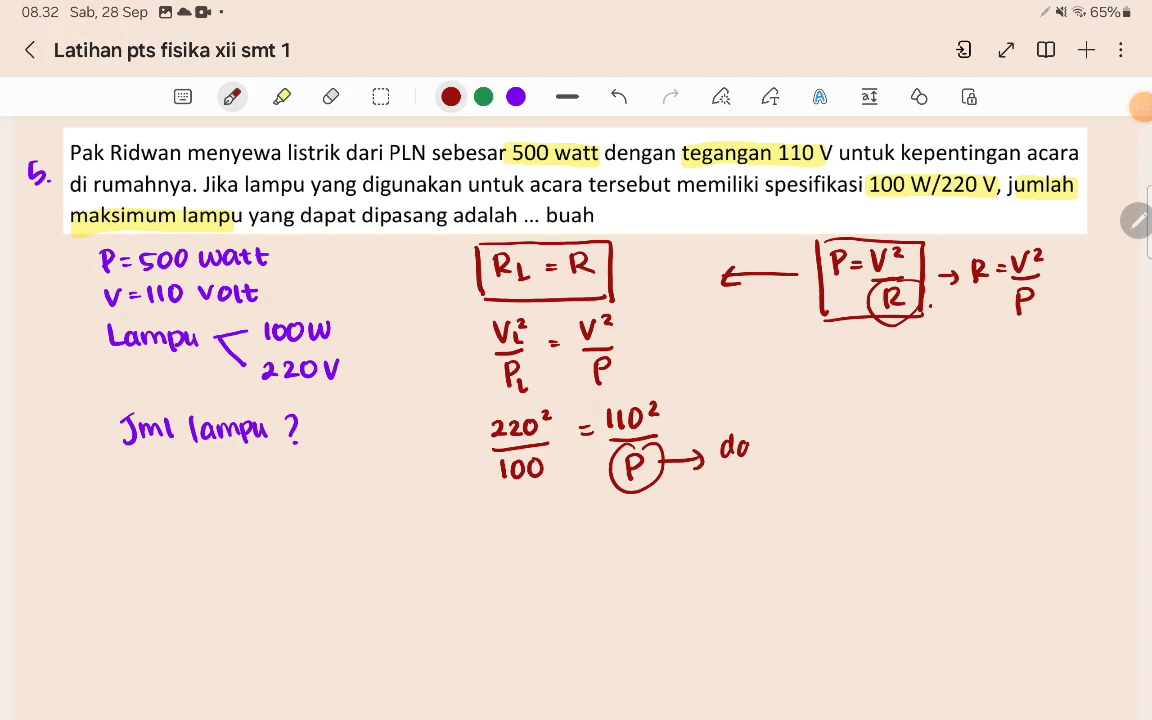 08.32 Sab, 28 Sep
65%
Latihan pts fisika xii smt 1
5.
Pak Ridwan menyewa listrik dari PLN sebesar 500 watt dengan tegangan 110 V untuk kepentingan acara
di rumahnya. Jika lampu yang digunakan untuk acara tersebut memiliki spesifikasi 100 W/220 V, jumlah
maksimum lampu yang dapat dipasang adalah ... buah
P = 500 watt
V = 110 volt
Lampu 100W
220 V
Jml lampu ?
R_L = R
V_L²/P_L = V²/P
220²/100 = 110²/P → do
← P = V²/R → R = V²/P